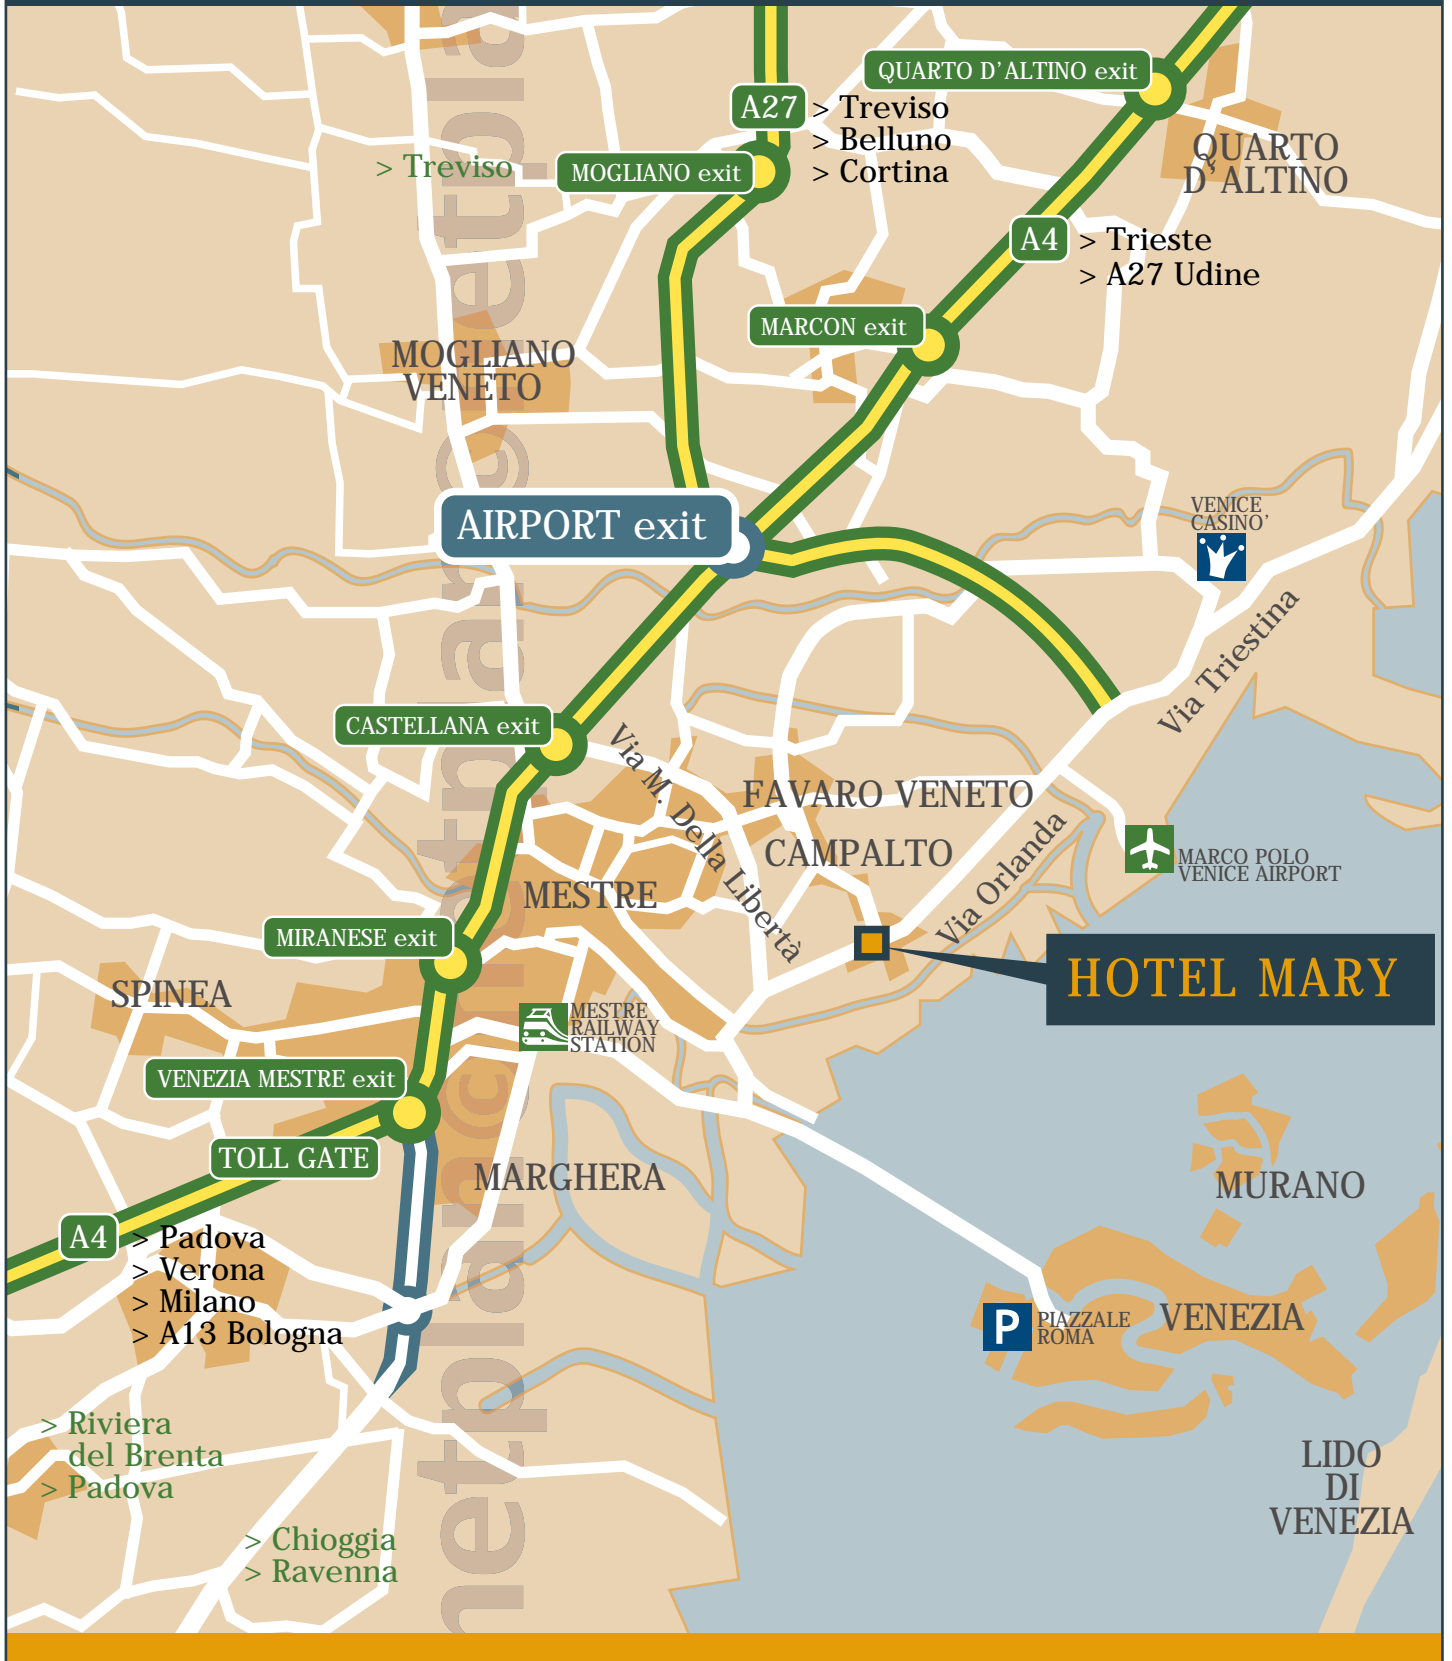 QUARTO D'ALTINO exit
A27
> Treviso
> Belluno
> Cortina
QUARTO
D'ALTINO
> Treviso
MOGLIANO exit
A4
> Trieste
> A27 Udine
MARCON exit
MOGLIANO
VENETO
VENICE
CASINO'
AIRPORT exit
Via Triestina
CASTELLANA exit
Via M. Della Libertà
FAVARO VENETO
CAMPALTO
Via Orlanda
MARCO POLO
VENICE AIRPORT
MESTRE
MIRANESE exit
HOTEL MARY
SPINEA
MESTRE
RAILWAY
STATION
VENEZIA MESTRE exit
TOLL GATE
MARGHERA
MURANO
A4
> Padova
> Verona
> Milano
> A13 Bologna
P
PIAZZALE
ROMA
VENEZIA
> Riviera
del Brenta
> Padova
LIDO
DI
VENEZIA
> Chioggia
> Ravenna
netplan©